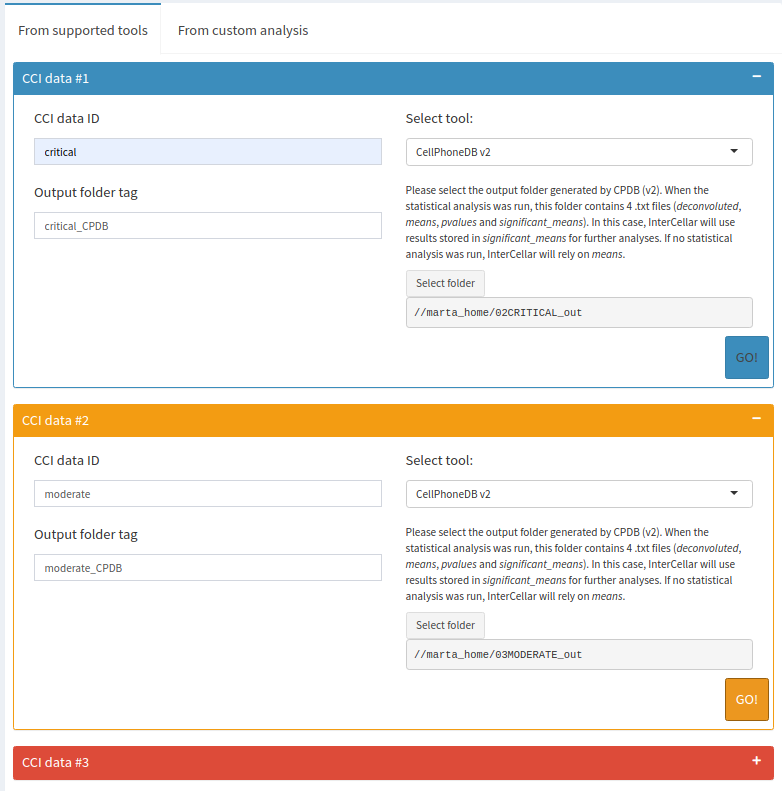 From supported tools
From custom analysis
CCI data #1
−
CCI data ID
critical
Output folder tag
critical_CPDB
Select tool:
CellPhoneDB v2
Please select the output folder generated by CPDB (v2). When the
statistical analysis was run, this folder contains 4 .txt files (deconvoluted,
means, pvalues and significant_means). In this case, InterCellar will use
results stored in significant_means for further analyses. If no statistical
analysis was run, InterCellar will rely on means.
Select folder
//marta_home/02CRITICAL_out
GO!
CCI data #2
−
CCI data ID
moderate
Output folder tag
moderate_CPDB
Select tool:
CellPhoneDB v2
Please select the output folder generated by CPDB (v2). When the
statistical analysis was run, this folder contains 4 .txt files (deconvoluted,
means, pvalues and significant_means). In this case, InterCellar will use
results stored in significant_means for further analyses. If no statistical
analysis was run, InterCellar will rely on means.
Select folder
//marta_home/03MODERATE_out
GO!
CCI data #3
+